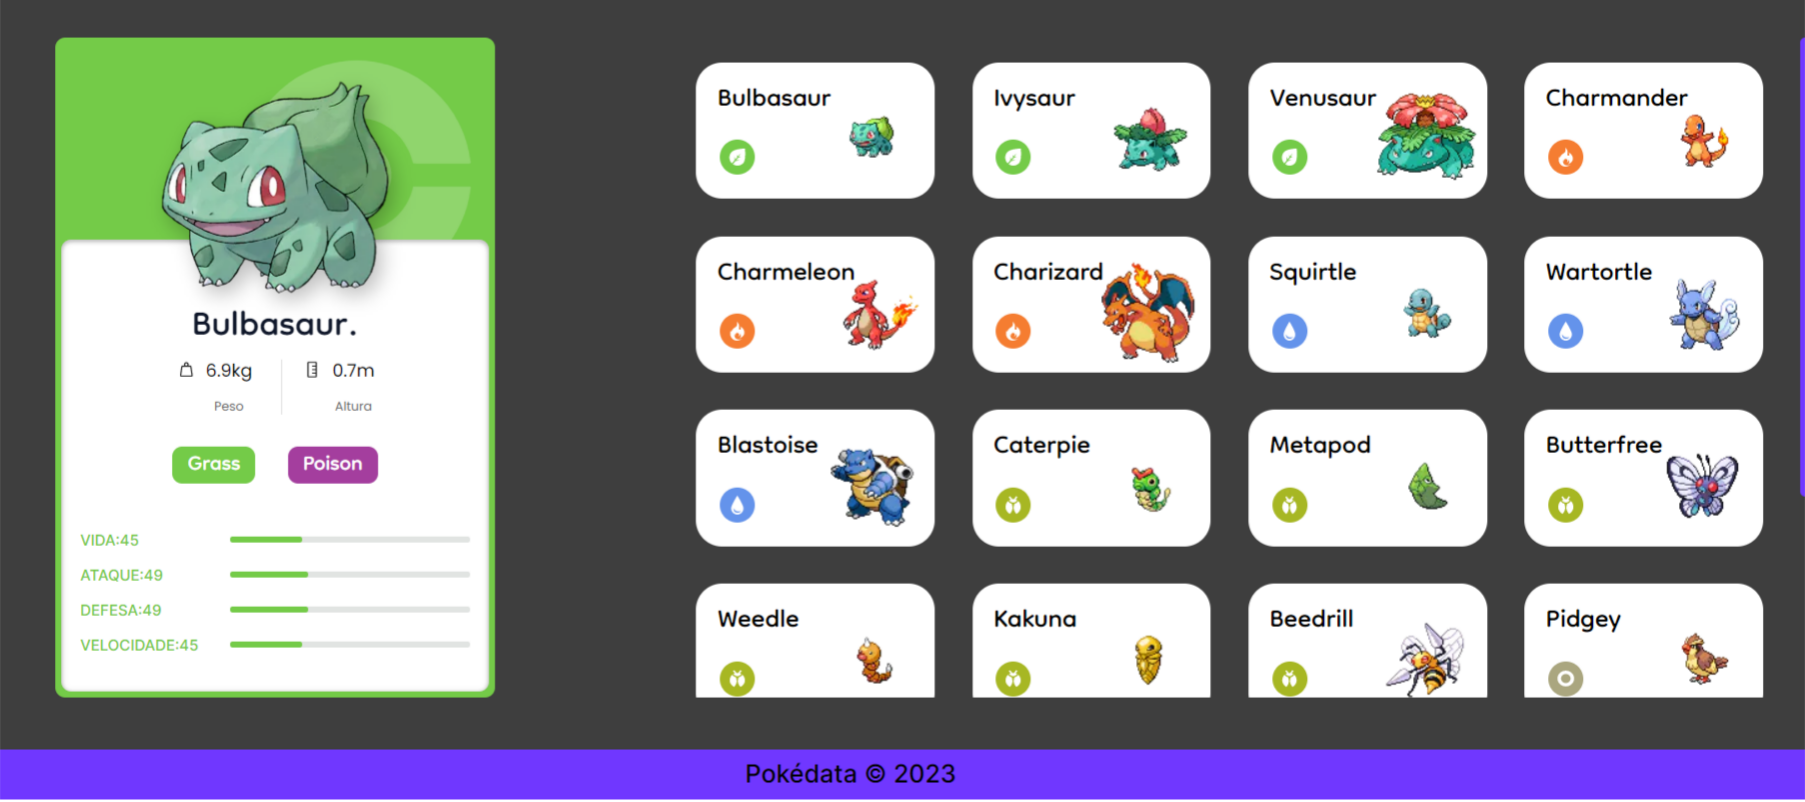 Bulbasaur.
6.9kg
0.7m
Peso
Altura
Grass
Poison
VIDA:45
ATAQUE:49
DEFESA:49
VELOCIDADE:45
Bulbasaur
Ivysaur
Venusaur
Charmander
Charmeleon
Charizard
Squirtle
Wartortle
Blastoise
Caterpie
Metapod
Butterfree
Weedle
Kakuna
Beedrill
Pidgey
Pokédata © 2023